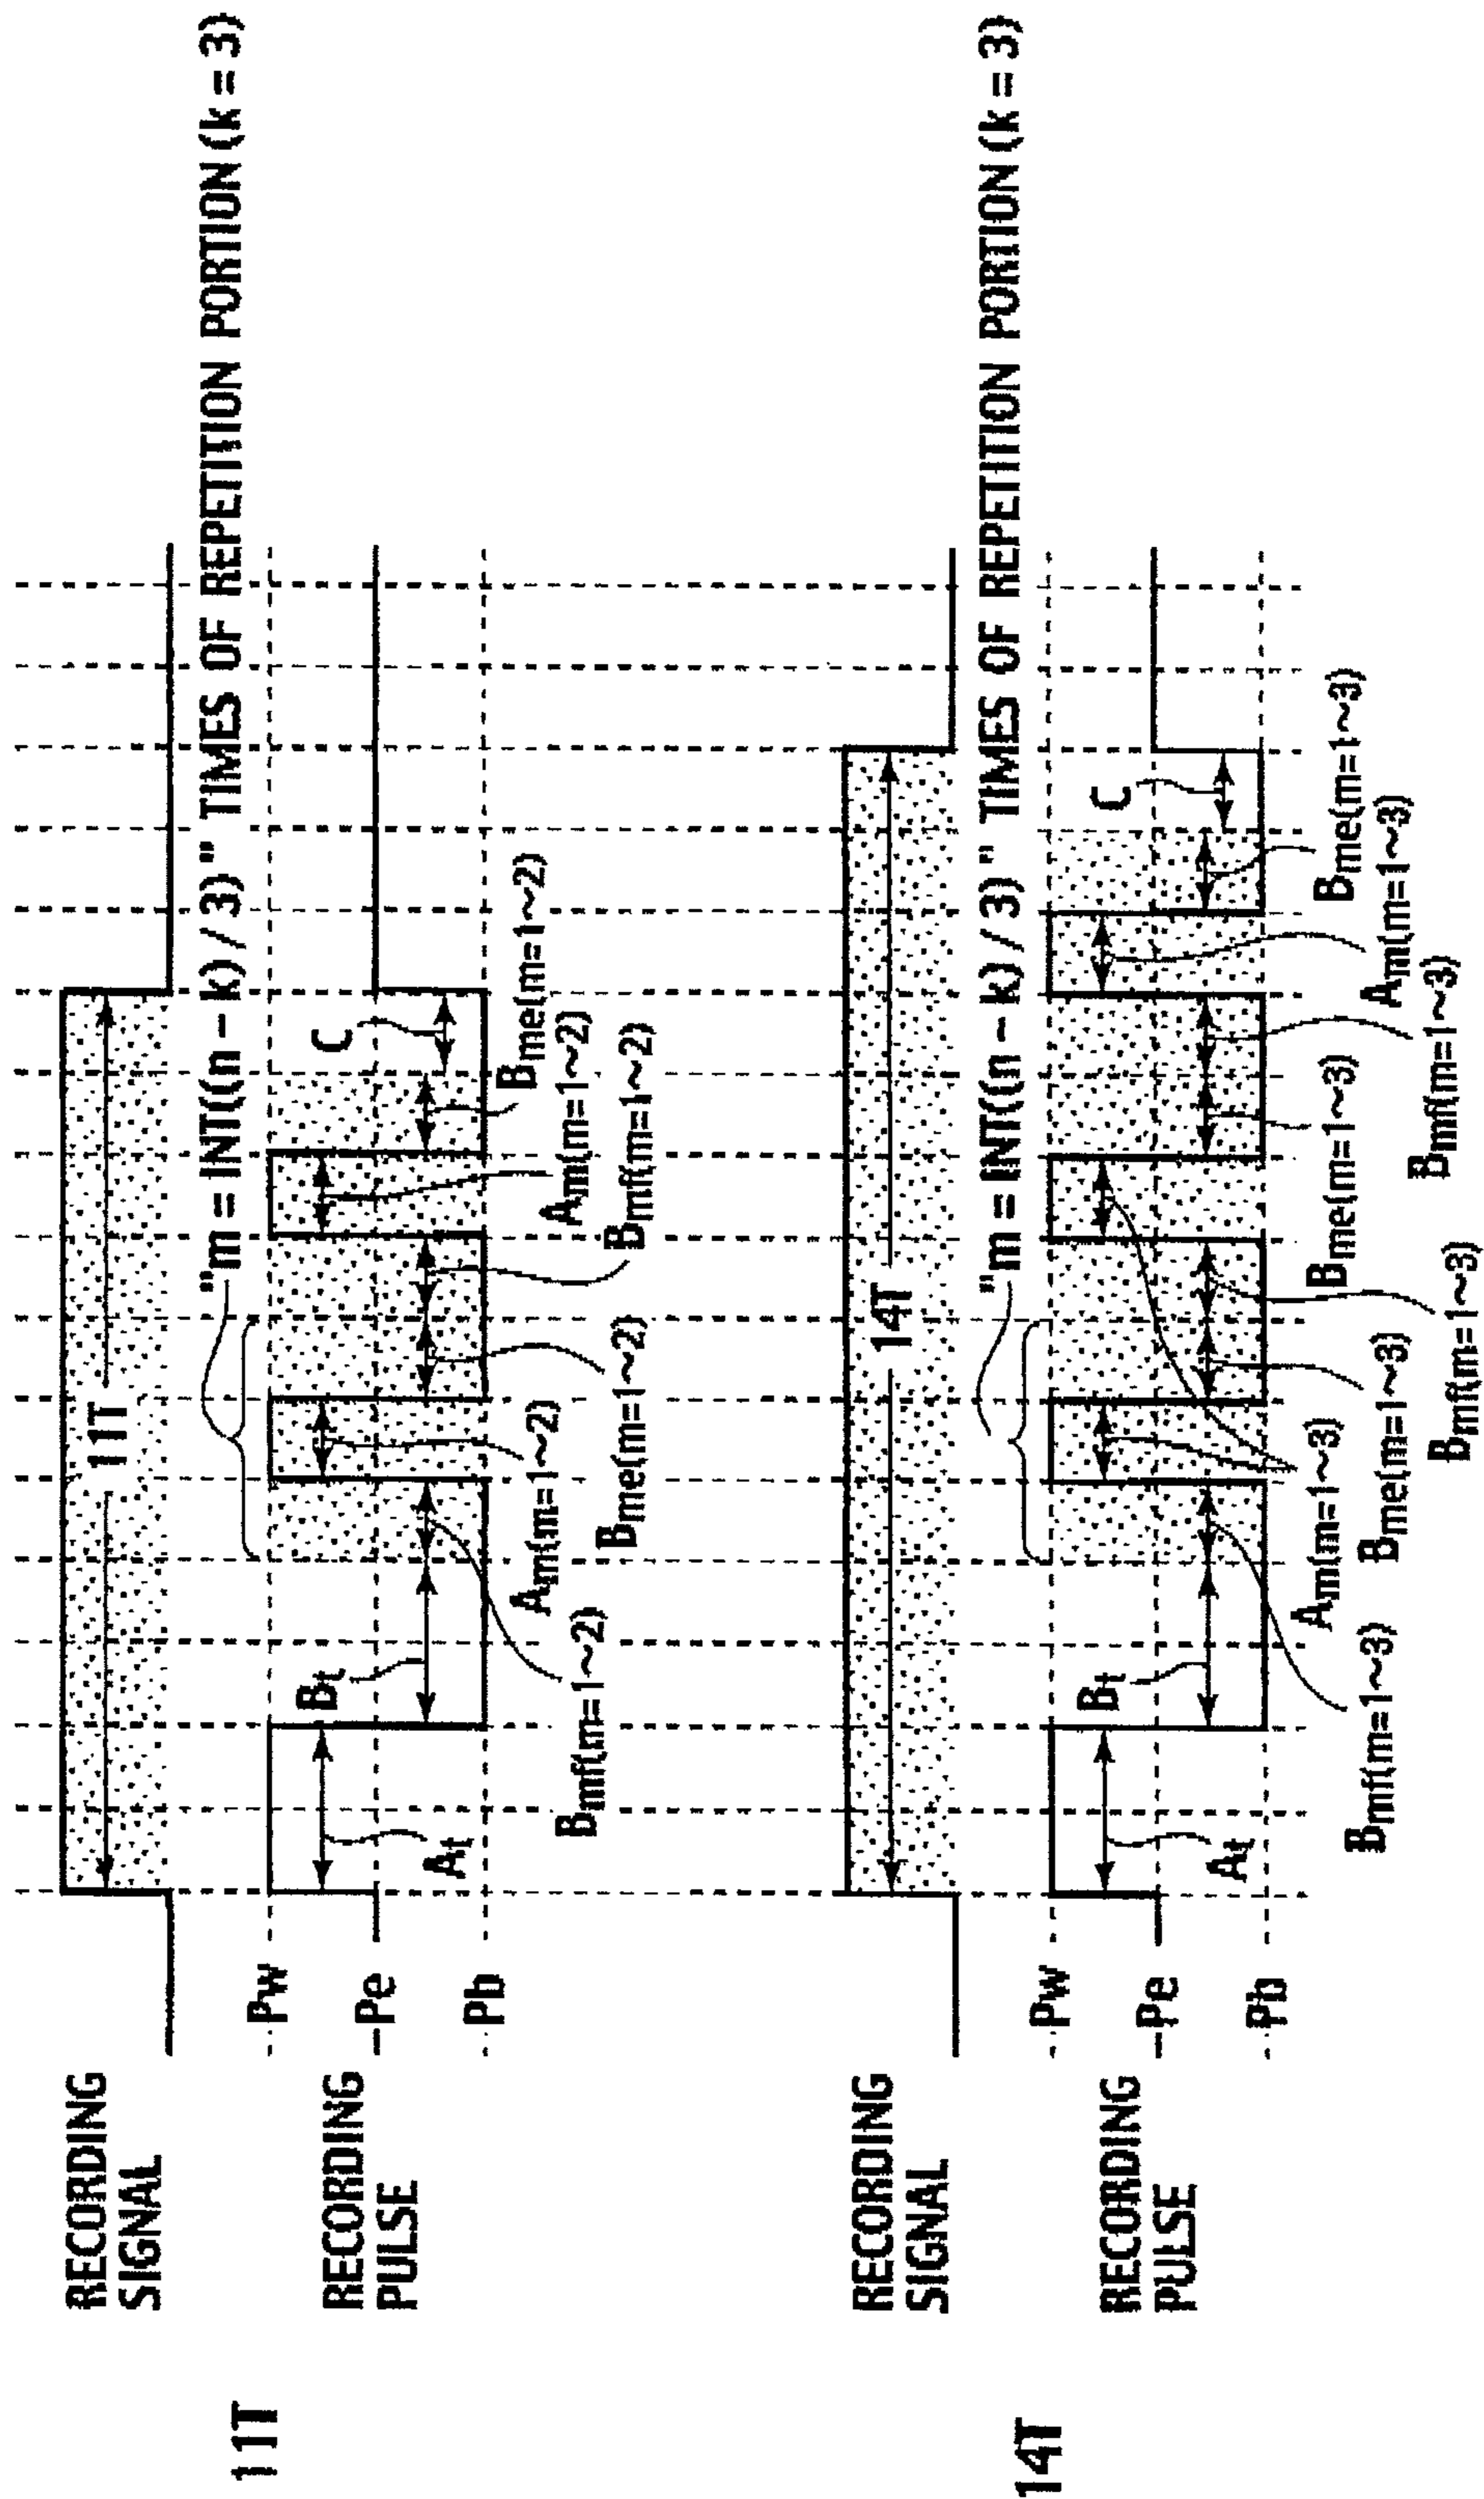 11T
RECORDING
SIGNAL
11T
"m = INT((n – k) / 3)" TIMES OF REPETITION PORTION (k = 3)
RECORDING
PULSE
Pw
Pe
Pb
At
Bt
C
Bmf(m=1~2)
Am(m=1~2)
Bme(m=1~2)
Bmf(m=1~2)
Am(m=1~2)
Bme(m=1~2)
14T
RECORDING
SIGNAL
14T
"m = INT((n – k) / 3)" TIMES OF REPETITION PORTION (k = 3)
RECORDING
PULSE
Pw
Pe
Pb
At
Bt
C
Bmf(m=1~3)
Am(m=1~3)
Bme(m=1~3)
Bmf(m=1~3)
Bme(m=1~3)
Bmf(m=1~3)
Am(m=1~3)
Bme(m=1~3)